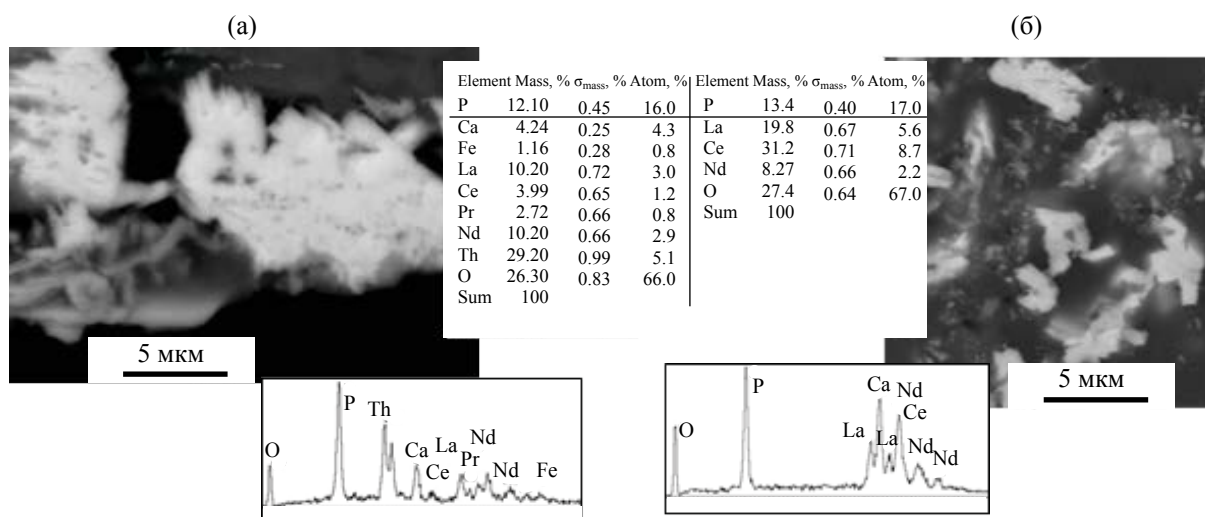 (а)
(б)
Element Mass, % σmass, % Atom, %
P 12.10 0.45 16.0
Ca 4.24 0.25 4.3
Fe 1.16 0.28 0.8
La 10.20 0.72 3.0
Ce 3.99 0.65 1.2
Pr 2.72 0.66 0.8
Nd 10.20 0.66 2.9
Th 29.20 0.99 5.1
O 26.30 0.83 66.0
Sum 100
Element Mass, % σmass, % Atom, %
P 13.4 0.40 17.0
La 19.8 0.67 5.6
Ce 31.2 0.71 8.7
Nd 8.27 0.66 2.2
O 27.4 0.64 67.0
Sum 100
5 мкм
5 мкм
O
P
Th
Ca
Ce
La
Pr
Nd
Nd
Fe
O
P
La
Ca
La
Nd
Ce
Nd
Nd